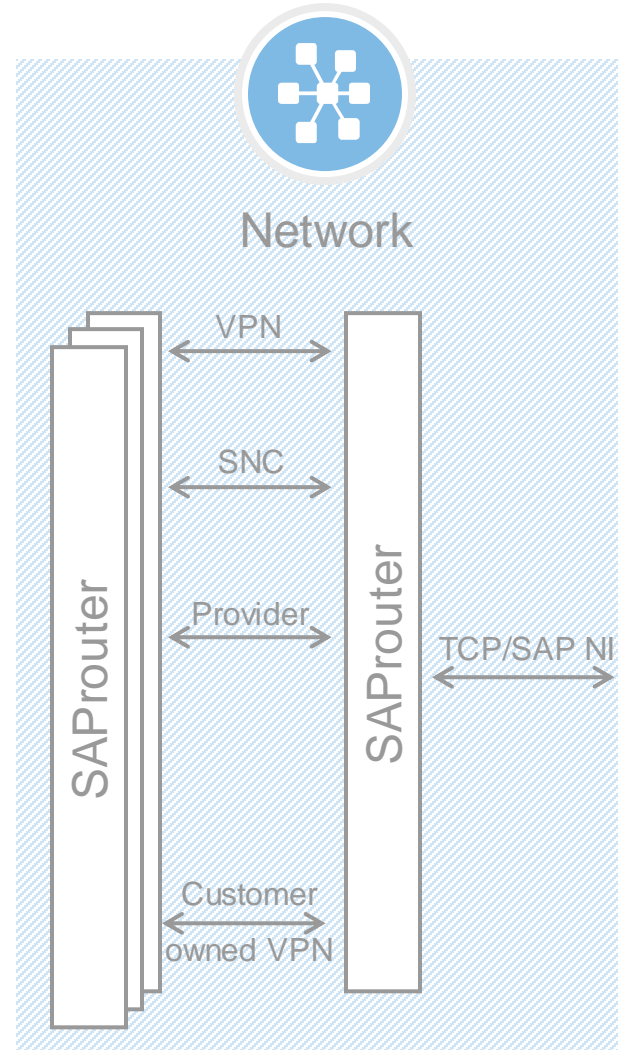 Network
VPN
SNC
Provider
TCP/SAP NI
Customer
owned VPN
SAProuter
SAProuter